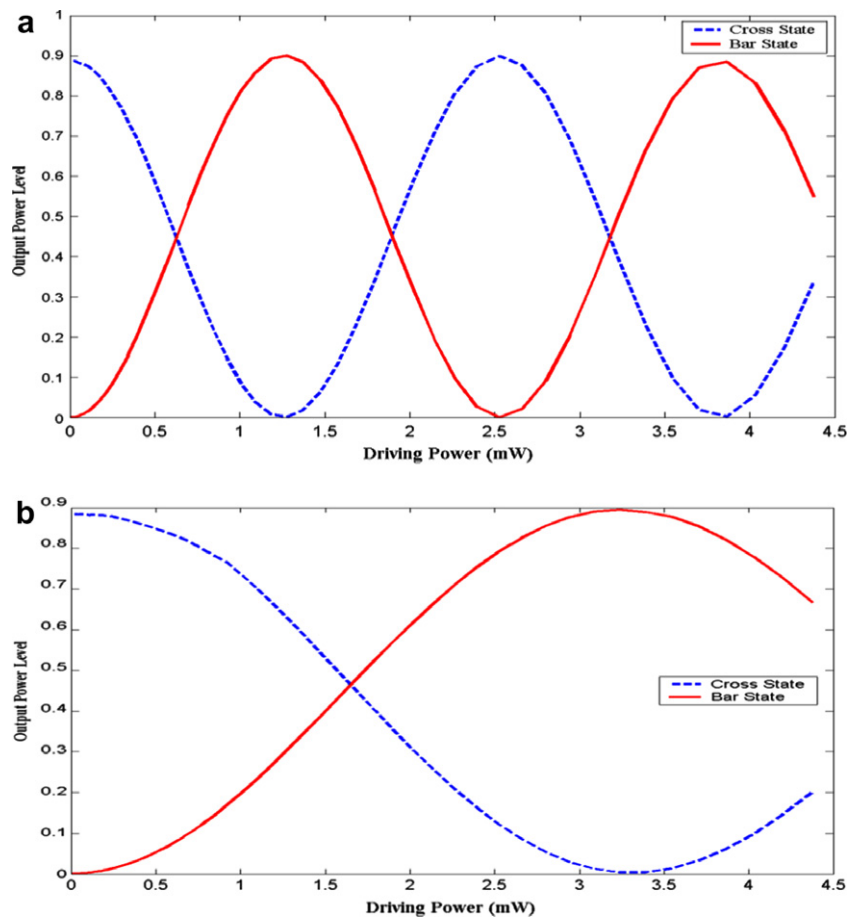 a
1
0.9
0.8
0.7
0.6
0.5
0.4
0.3
0.2
0.1
0
Output Power Level
Cross State
Bar State
0 0.5 1 1.5 2 2.5 3 3.5 4 4.5
Driving Power (mW)
b
0.9
0.8
0.7
0.6
0.5
0.4
0.3
0.2
0.1
0
Output Power Level
Cross State
Bar State
0 0.5 1 1.5 2 2.5 3 3.5 4 4.5
Driving Power (mW)